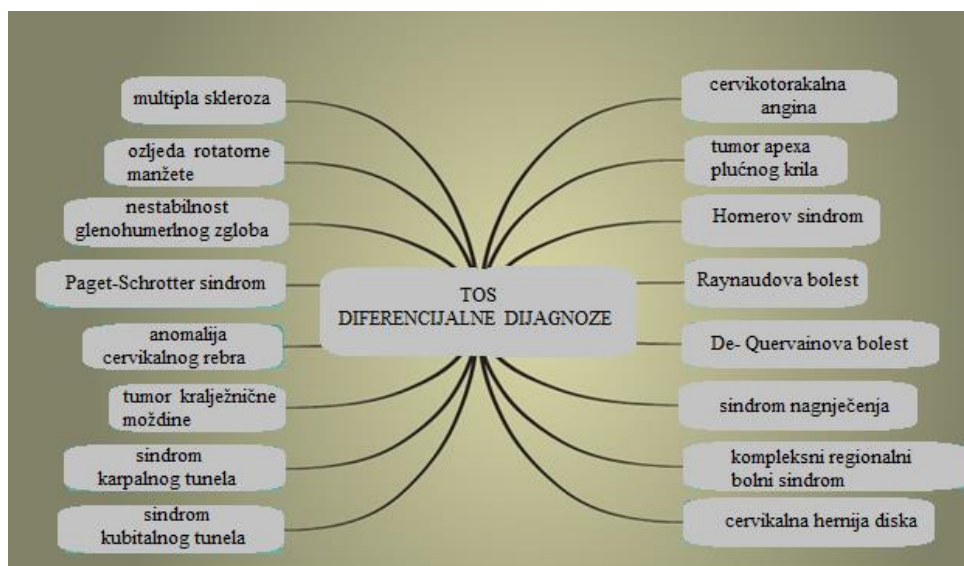 multipla skleroza
ozljeda rotatorne
manžete
nestabilnost
glenohumerlnog zgloba
Paget-Schrotter sindrom
anomalija
cervikalnog rebra
tumor kralježnične
moždine
sindrom
karpalnog tunela
sindrom
kubitalnog tunela
TOS
DIFERENCIJALNE DIJAGNOZE
cervikotorakalna
angina
tumor apexa
plućnog krila
Hornerov sindrom
Raynaudova bolest
De- Quervainova bolest
sindrom nagnječenja
kompleksni regionalni
bolni sindrom
cervikalna hernija diska